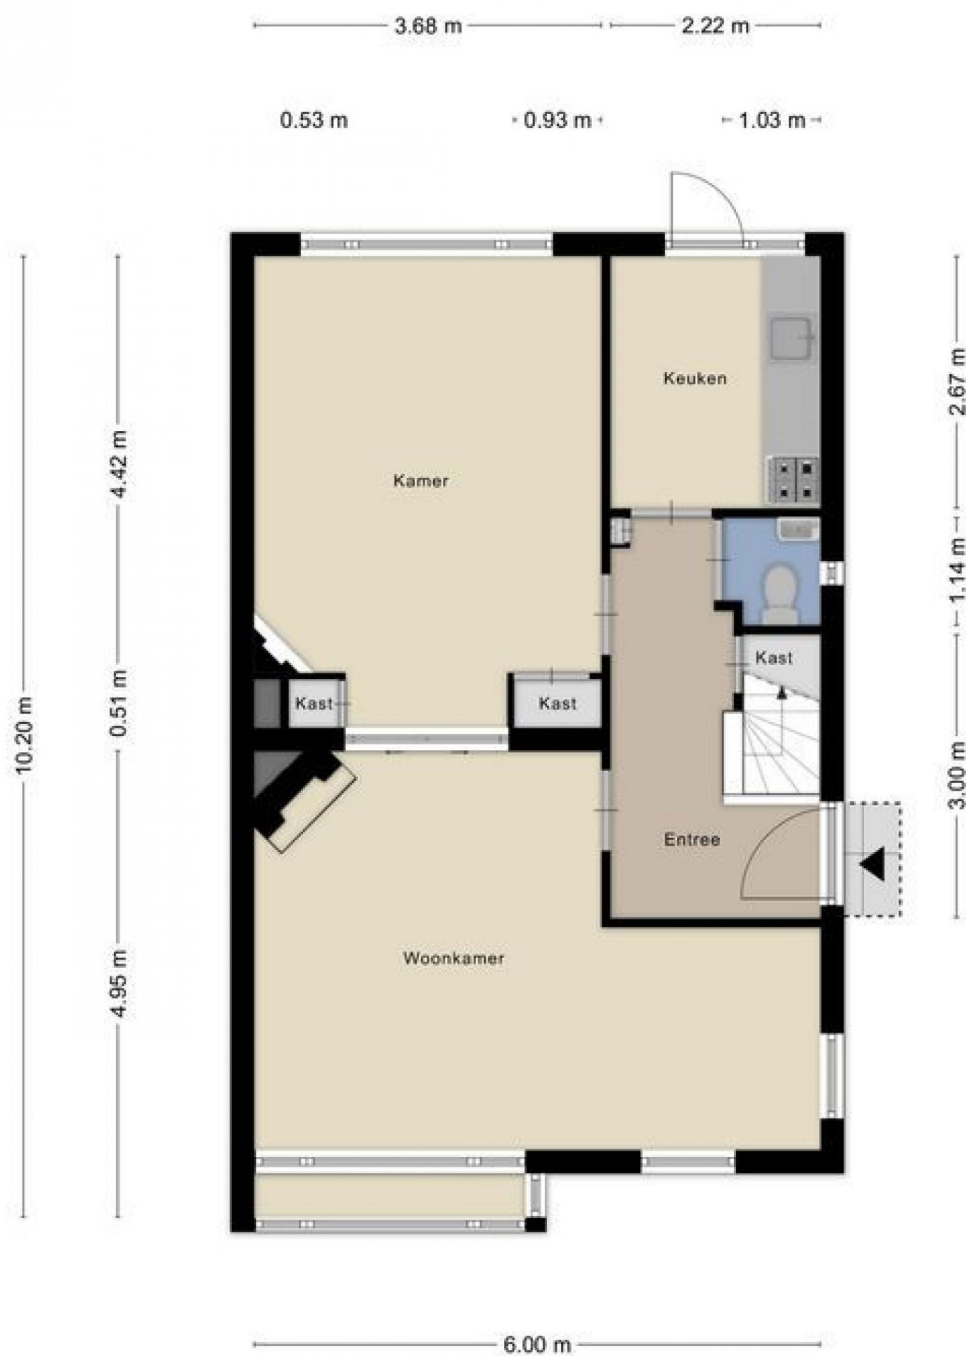 3.68 m
2.22 m
0.53 m
0.93 m
1.03 m
Keuken
2.67 m
4.42 m
Kamer
1.14 m
Kast
Kast
Kast
0.51 m
10.20 m
3.00 m
Entree
Woonkamer
4.95 m
6.00 m